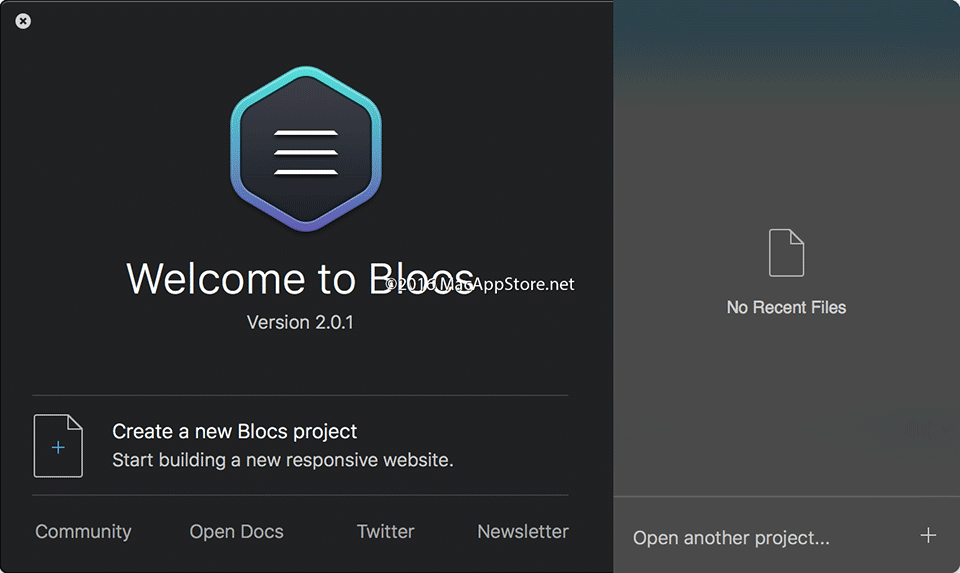 Welcome to Blocs
©2016 MacAppStore.net
Version 2.0.1
Create a new Blocs project
Start building a new responsive website.
Community
Open Docs
Twitter
Newsletter
No Recent Files
Open another project...